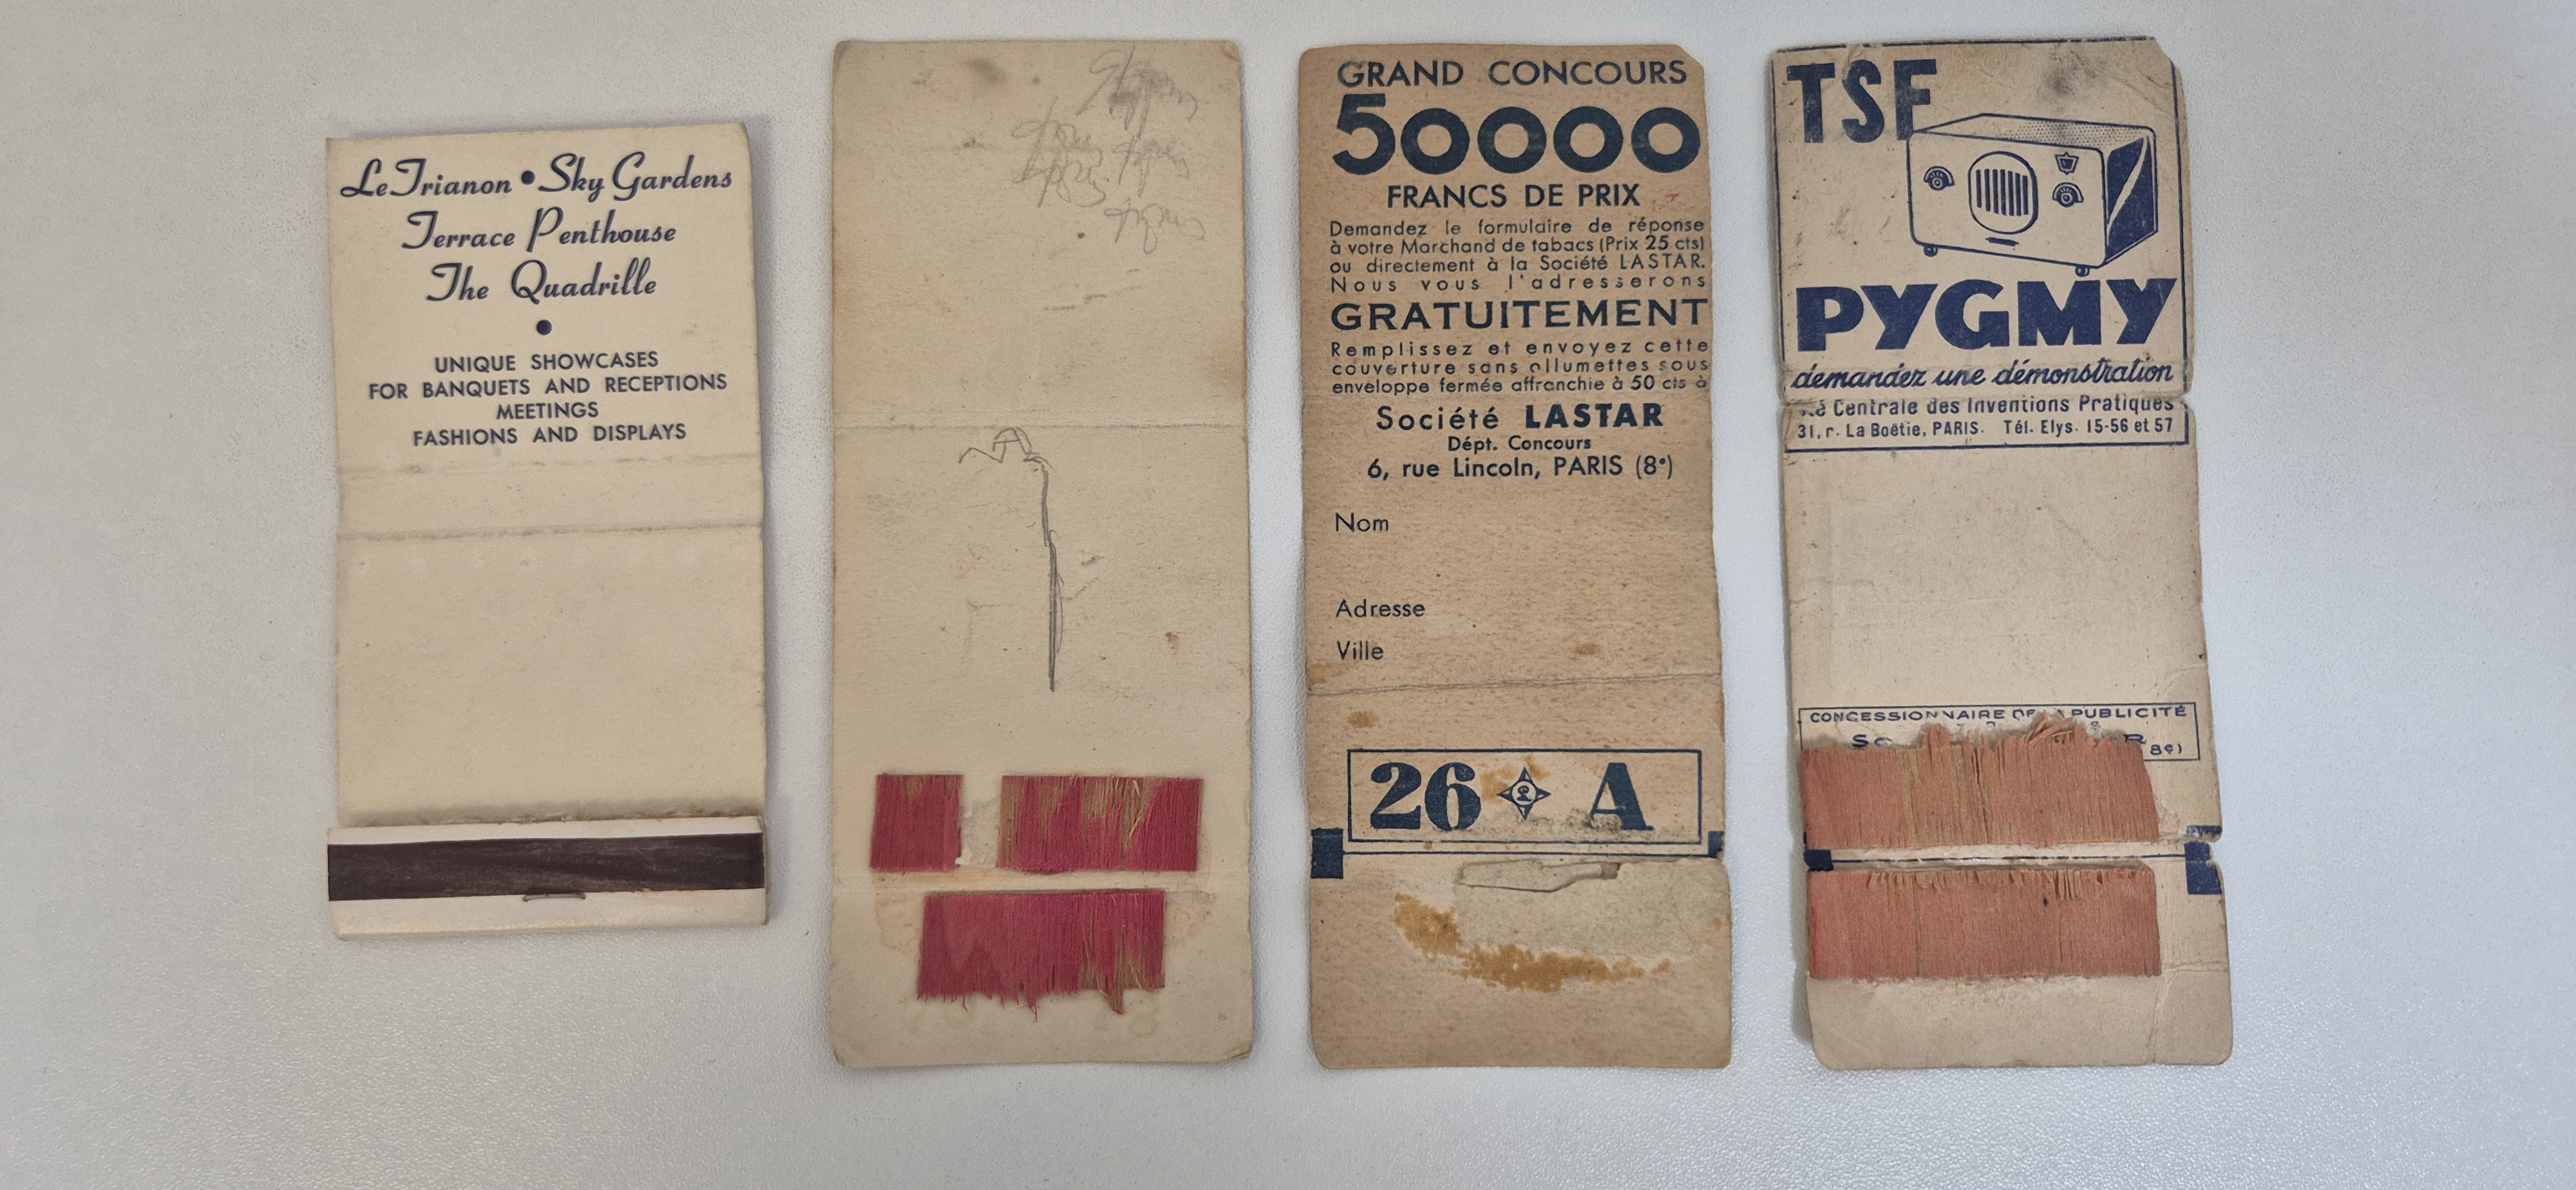 Le Trianon • Sky Gardens
Terrace Penthouse
The Quadrille
UNIQUE SHOWCASES
FOR BANQUETS AND RECEPTIONS
MEETINGS
FASHIONS AND DISPLAYS
GRAND CONCOURS
50000
FRANCS DE PRIX
Demandez le formulaire de réponse
à votre Marchand de tabacs (Prix 25 cts)
ou directement à la Société LASTAR.
Nous vous l'adresserons
GRATUITEMENT
Remplissez et envoyez cette
couverture sans allumettes sous
enveloppe fermée affranchie à 50 cts à
Société LASTAR
Dépt. Concours
6, rue Lincoln, PARIS (8e)
Nom
Adresse
Ville
26 A
TSF
PYGMY
demandez une démonstration
Centrale des Inventions Pratiques
31, r. La Boëtie, PARIS. Tél. Elys. 15-56 et 57
CONCESSIONNAIRE DE LA PUBLICITÉ
8e)